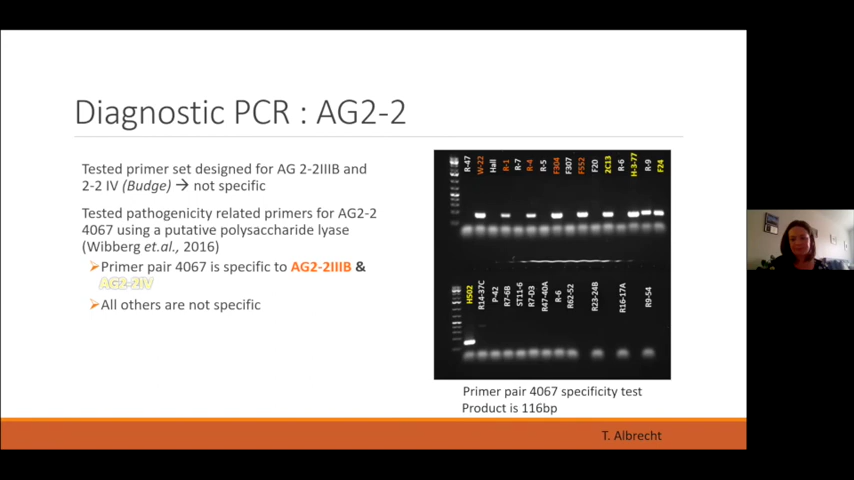 Diagnostic PCR : AG2-2
Tested primer set designed for AG 2-2IIIB and
2-2 IV (Budge) → not specific
Tested pathogenicity related primers for AG2-2
4067 using a putative polysaccharide lyase
(Wibberg et.al., 2016)
➢Primer pair 4067 is specific to AG2-2IIIB &
AG2-2IV
➢All others are not specific
R-47
W-22
Hall
R-1
R-7
R-4
R-5
F304
F307
F552
F20
2C13
R-6
H-3-77
R-9
F24
H502
R14-37C
P-42
R7-6B
ST11-6
R7-D3
R47-40A
R-6
R62-52
R23-24B
R16-17A
R9-54
Primer pair 4067 specificity test
Product is 116bp
T. Albrecht